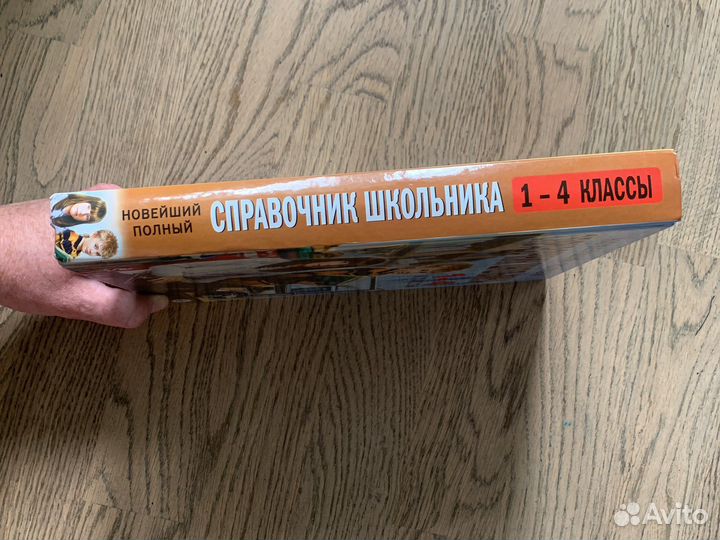 НОВЕЙШИЙ
ПОЛНЫЙ
СПРАВОЧНИК ШКОЛЬНИКА
1 – 4 КЛАССЫ
Avito